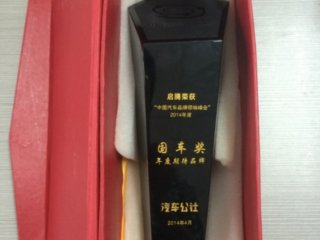 启腾荣获
“中国汽车品牌领袖峰会”
2014年度
国车奖
年度期待品牌
汽车公社
2014年4月